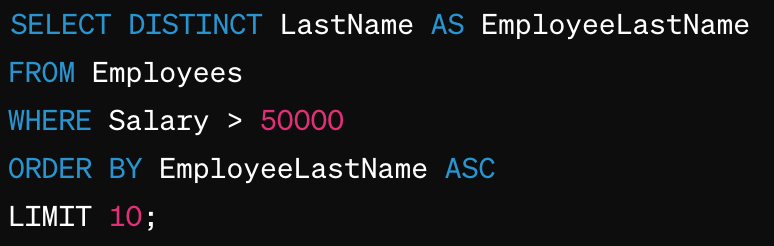 SELECT DISTINCT LastName AS EmployeeLastName
FROM Employees
WHERE Salary > 50000
ORDER BY EmployeeLastName ASC
LIMIT 10;